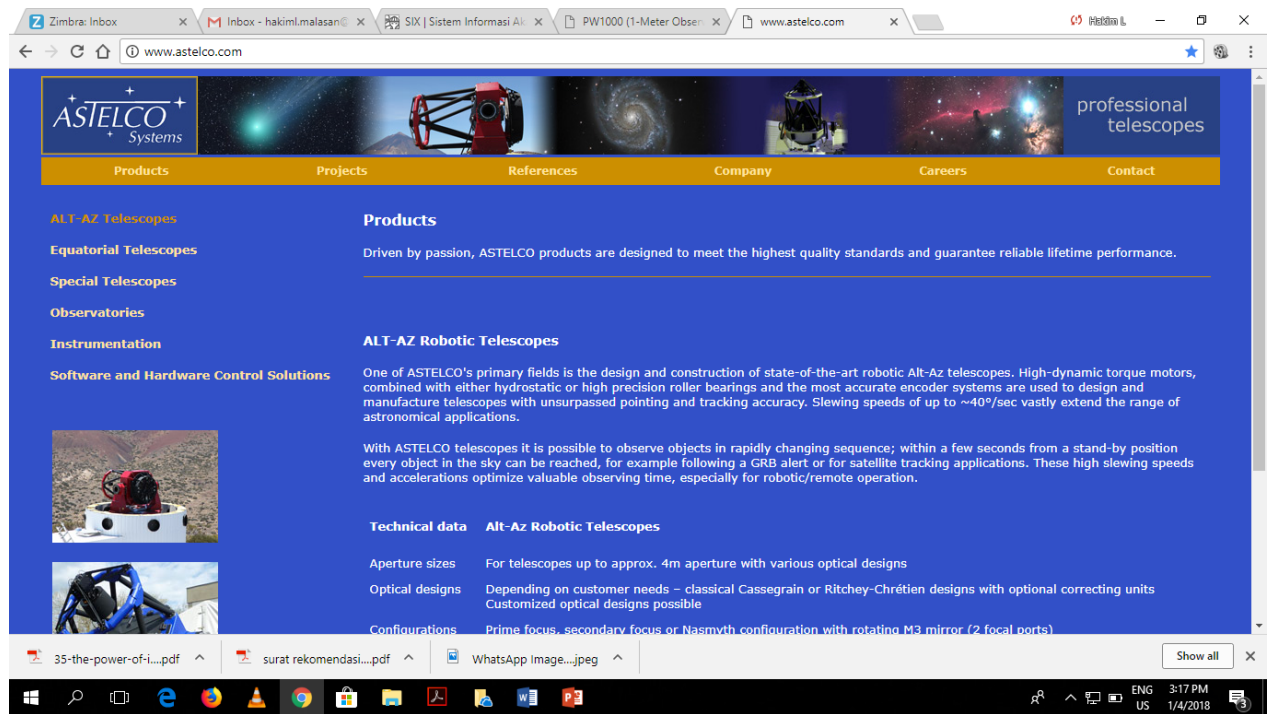 Zimbra: Inbox
Inbox - hakiml.malasan@
SIX | Sistem Informasi Ak
PW1000 (1-Meter Obser
www.astelco.com
Hakim L.
www.astelco.com
ASTELCO
Systems
professional
telescopes
Products Projects References Company Careers Contact
ALT-AZ Telescopes
Equatorial Telescopes
Special Telescopes
Observatories
Instrumentation
Software and Hardware Control Solutions
Products
Driven by passion, ASTELCO products are designed to meet the highest quality standards and guarantee reliable lifetime performance.
ALT-AZ Robotic Telescopes
One of ASTELCO's primary fields is the design and construction of state-of-the-art robotic Alt-Az telescopes. High-dynamic torque motors,
combined with either hydrostatic or high precision roller bearings and the most accurate encoder systems are used to design and
manufacture telescopes with unsurpassed pointing and tracking accuracy. Slewing speeds of up to ~40°/sec vastly extend the range of
astronomical applications.
With ASTELCO telescopes it is possible to observe objects in rapidly changing sequence; within a few seconds from a stand-by position
every object in the sky can be reached, for example following a GRB alert or for satellite tracking applications. These high slewing speeds
and accelerations optimize valuable observing time, especially for robotic/remote operation.
Technical data Alt-Az Robotic Telescopes
Aperture sizes For telescopes up to approx. 4m aperture with various optical designs
Optical designs Depending on customer needs – classical Cassegrain or Ritchey-Chrétien designs with optional correcting units
Customized optical designs possible
Configurations Prime focus, secondary focus or Nasmyth configuration with rotating M3 mirror (2 focal ports)
35-the-power-of-i....pdf
surat rekomendasi....pdf
WhatsApp Image....jpeg
Show all
ENG
US
3:17 PM
1/4/2018
3